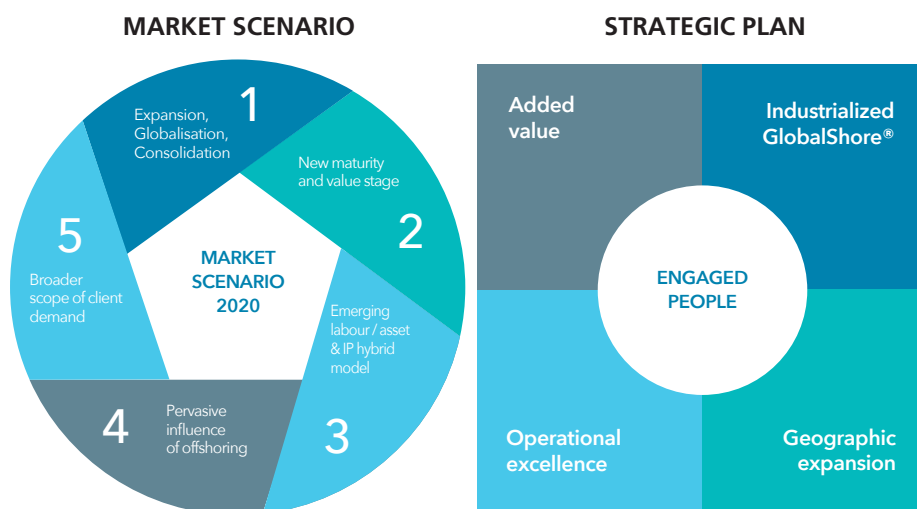 MARKET SCENARIO
1
Expansion,
Globalisation,
Consolidation
New maturity
and value stage
2
Emerging
labour / asset
& IP hybrid
model
3
4
Pervasive
influence
of offshoring
5
Broader
scope of client
demand
MARKET
SCENARIO
2020
STRATEGIC PLAN
Added
value
Industrialized
GlobalShore®
ENGAGED
PEOPLE
Operational
excellence
Geographic
expansion